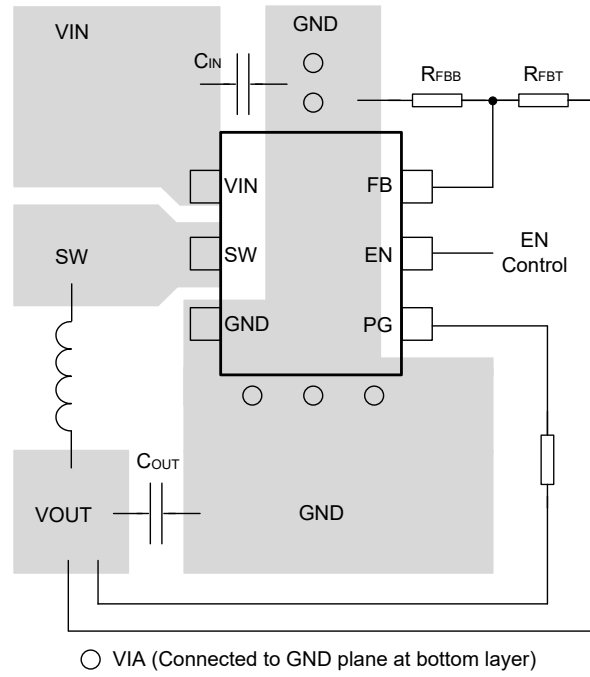 VIN
GND
CIN
RFBB
RFBT
VIN
FB
SW
SW
EN
EN
Control
GND
PG
COUT
VOUT
GND
VIA (Connected to GND plane at bottom layer)